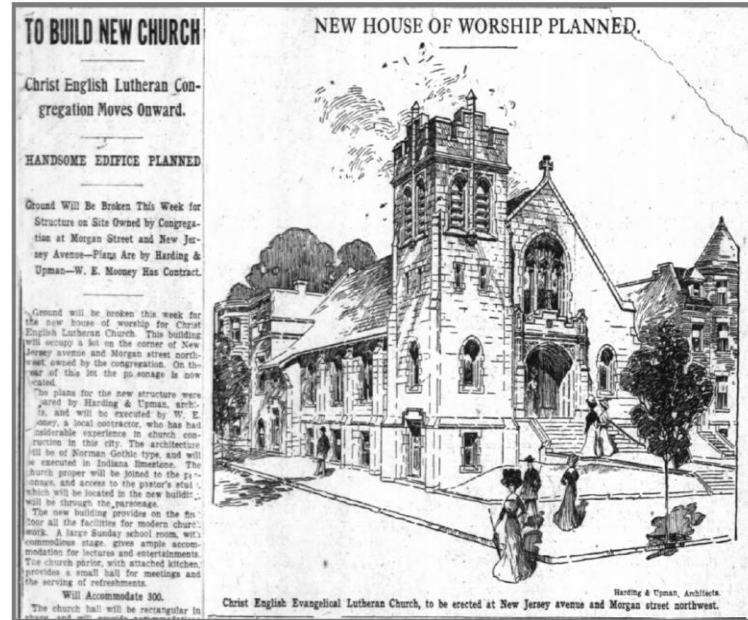 TO BUILD NEW CHURCH
Christ English Lutheran Con-
gregation Moves Onward.
HANDSOME EDIFICE PLANNED
Ground Will Be Broken This Week for
Structure on Site Owned by Congrega-
tion at Morgan Street and New Jer-
sey Avenue—Plans Are by Harding &
Upman—W. E. Mooney Has Contract.
Ground will be broken this week for
the new house of worship for Christ
English Lutheran Church. This building
will occupy a lot on the corner of New
Jersey avenue and Morgan street north-
west, owned by the congregation. On the
rear of this lot the parsonage is now
located.
The plans for the new structure were
by Harding & Upman,
and will be executed by W. E.
Mooney, a local contractor, who has had
considerable experience in church con-
struction in this city. The architecture
will be of Norman Gothic type, and will
be executed in Indiana limestone. The
church proper will be joined to the
and access to the pastor's
which will be located in the new
will be through the parsonage.
The new building provides on the
floor all the facilities for modern church
work. A large Sunday school room, with
commodious stage, gives ample accom-
modation for lectures and entertainments.
The church parlor, with attached kitchen,
provides a small hall for meetings and
the serving of refreshments.
Will Accommodate 300.
The church hall will be rectangular in
NEW HOUSE OF WORSHIP PLANNED.
Harding & Upman, Architects.
Christ English Evangelical Lutheran Church, to be erected at New Jersey avenue and Morgan street northwest.